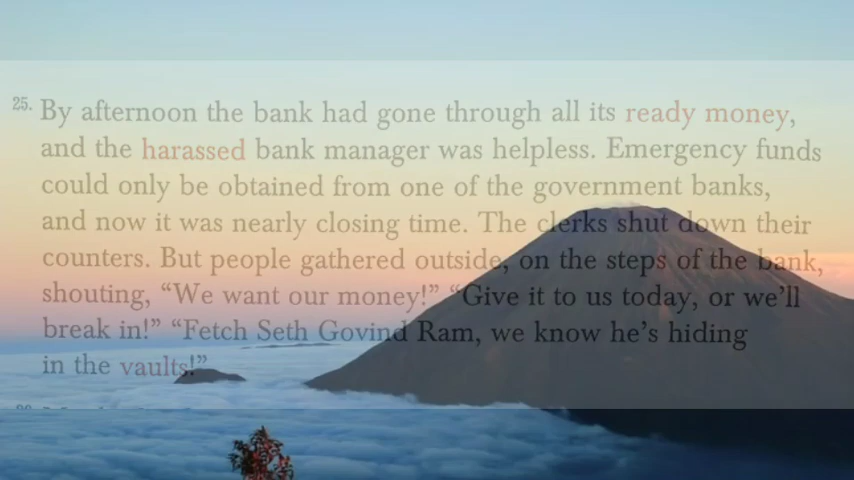 25. By afternoon the bank had gone through all its ready money,
and the harassed bank manager was helpless. Emergency funds
could only be obtained from one of the government banks,
and now it was nearly closing time. The clerks shut down their
counters. But people gathered outside, on the steps of the bank,
shouting, “We want our money!” “Give it to us today, or we’ll
break in!” “Fetch Seth Govind Ram, we know he’s hiding
in the vaults!”